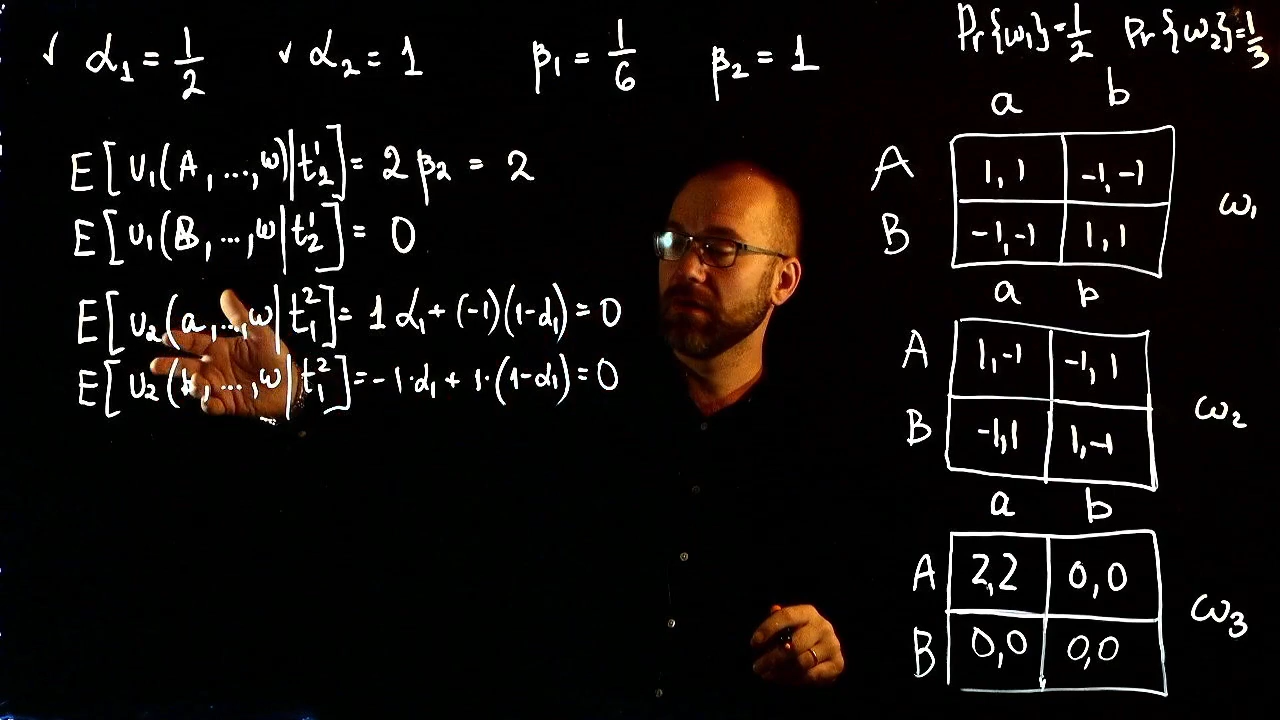 ✓ α₁ = 1/2 ✓ α₂ = 1 β₁ = 1/6 β₂ = 1
Pr{ω₁}=1/2 Pr{ω₂}=1/3
E[U₁(A, ..., ω)|t₂¹] = 2β₂ = 2
E[U₁(B, ..., ω|t₂¹] = 0
E[U₂(a, ..., ω|t₁²] = 1α₁ + (-1)(1-α₁) = 0
E[U₂(b, ..., ω|t₁²] = -1·α₁ + 1·(1-α₁) = 0
a b
A 1,1 -1,-1
ω₁
B -1,-1 1,1
a b
A 1,-1 -1,1
ω₂
B -1,1 1,-1
a b
A 2,2 0,0
ω₃
B 0,0 0,0